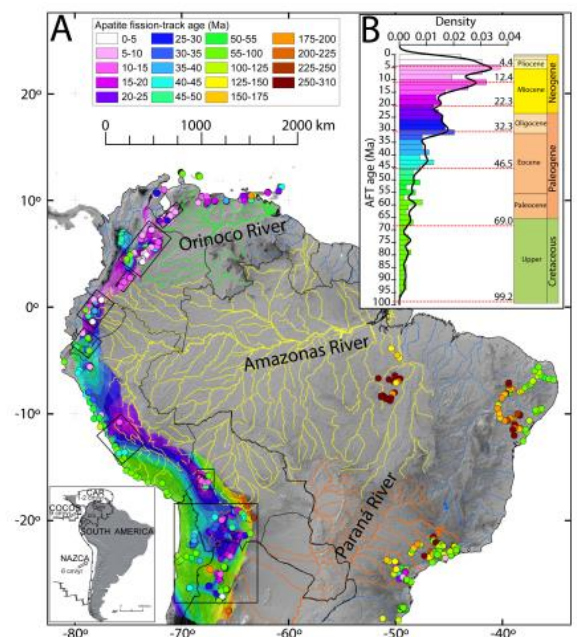 A
Apatite fission-track age (Ma)
0-5
5-10
10-15
15-20
20-25
25-30
30-35
35-40
40-45
45-50
50-55
55-100
100-125
125-150
150-175
175-200
200-225
225-250
250-310
0 1000 2000 km
10º
0º
-10º
-20º
-80º
-70º
-60º
-50º
-40º
Orinoco River
Amazonas River
Paraná River
CAR
COCOS
SOUTH AMERICA
NAZCA
B
Density
0.00 0.01 0.02 0.03 0.04
AFT age (Ma)
0
5
10
15
20
25
30
35
40
45
50
55
60
65
70
75
80
85
90
95
100
4.4
12.4
22.3
32.3
46.5
69.0
99.2
Pliocene
Miocene
Oligocene
Eocene
Paleocene
Upper
Neogene
Paleogene
Cretaceous